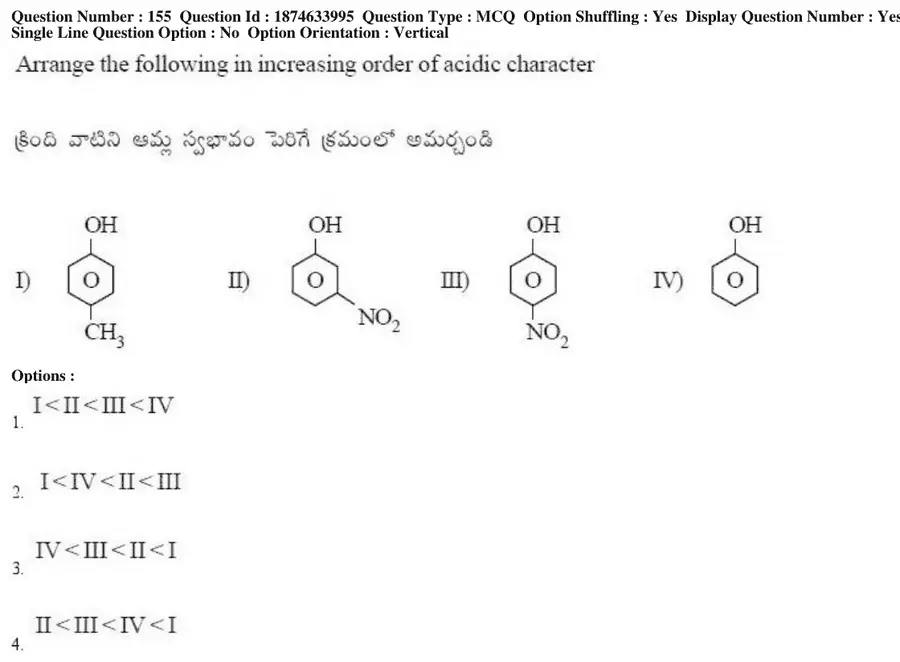 Question Number : 155 Question Id : 1874633995 Question Type : MCQ Option Shuffling : Yes Display Question Number : Yes
Single Line Question Option : No Option Orientation : Vertical
Arrange the following in increasing order of acidic character
క్రింది వాటిని ఆమ్ల స్వభావం పెరిగే క్రమంలో అమర్చండి
OH OH OH OH
I) O II) O III) O IV) O
NO2
CH3 NO2
Options :
1. I<II<III<IV
2. I<IV<II<III
3. IV<III<II<I
4. II<III<IV<I